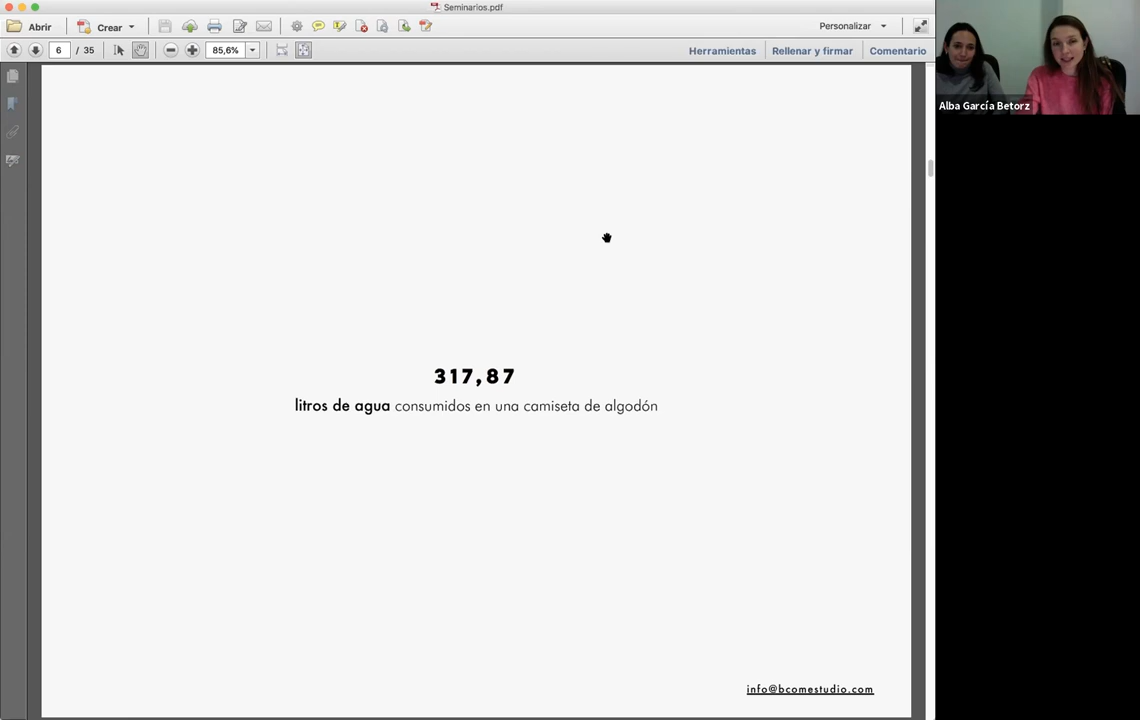 Seminarios.pdf
Abrir
Crear
Personalizar
6 / 35
85,6%
Herramientas
Rellenar y firmar
Comentario
Alba García Betorz
317,87
litros de agua consumidos en una camiseta de algodón
info@bcomestudio.com